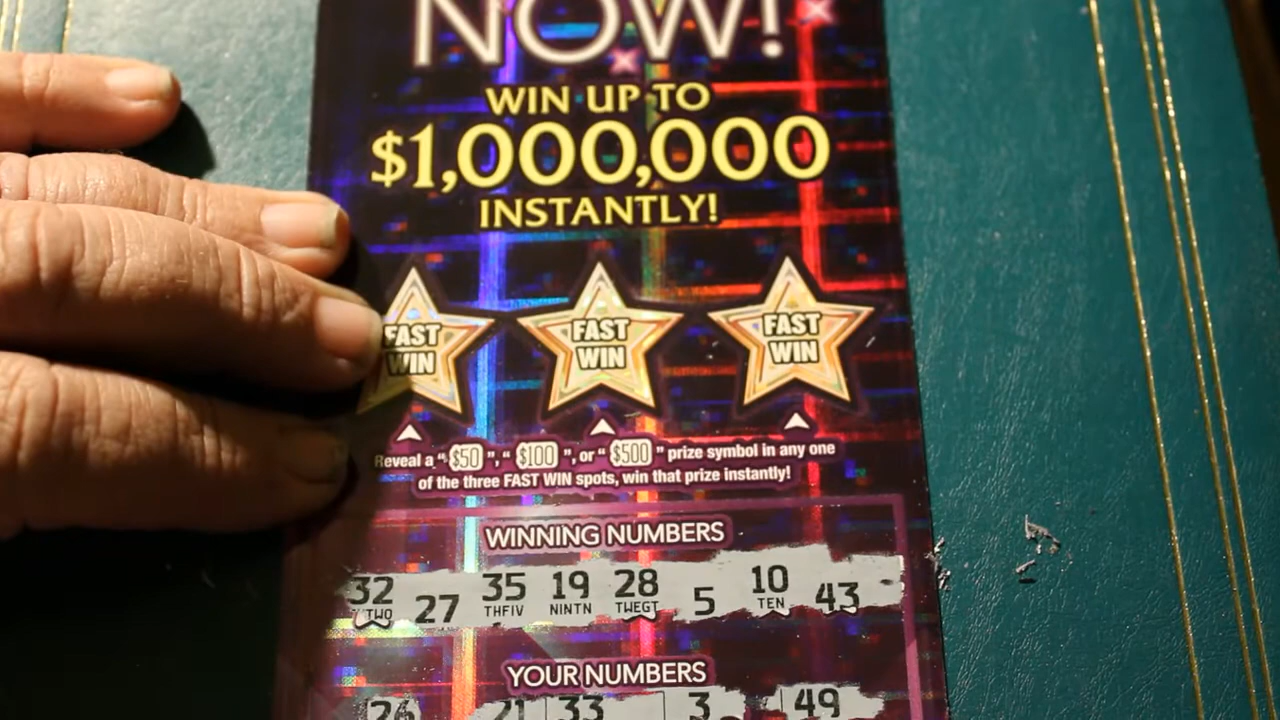 NOW!
WIN UP TO
$1,000,000
INSTANTLY!
FAST WIN
FAST WIN
FAST WIN
Reveal a "$50", "$100", or "$500" prize symbol in any one
of the three FAST WIN spots, win that prize instantly!
WINNING NUMBERS
32 27 35 19 28 5 10 43
TWO THFIV NINTN TWEGT TEN
YOUR NUMBERS
26 21 33 3 49